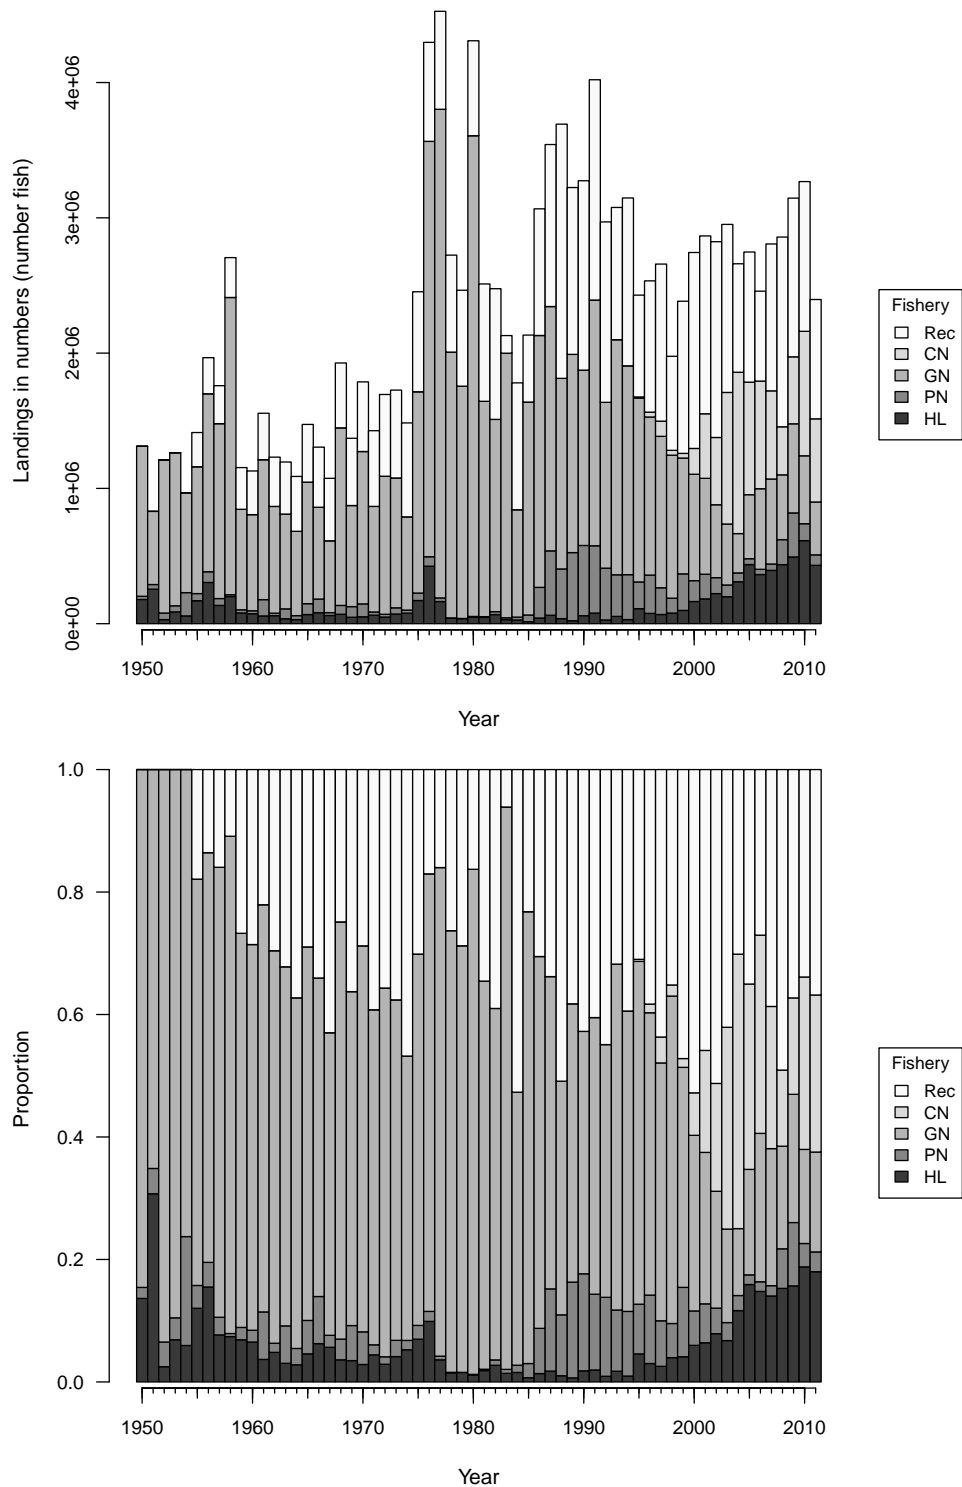 Landings in numbers (number fish)
4e+06
3e+06
2e+06
1e+06
0e+00
1950 1960 1970 1980 1990 2000 2010
Year
Fishery
Rec
CN
GN
PN
HL
Proportion
1.0
0.8
0.6
0.4
0.2
0.0
1950 1960 1970 1980 1990 2000 2010
Year
Fishery
Rec
CN
GN
PN
HL